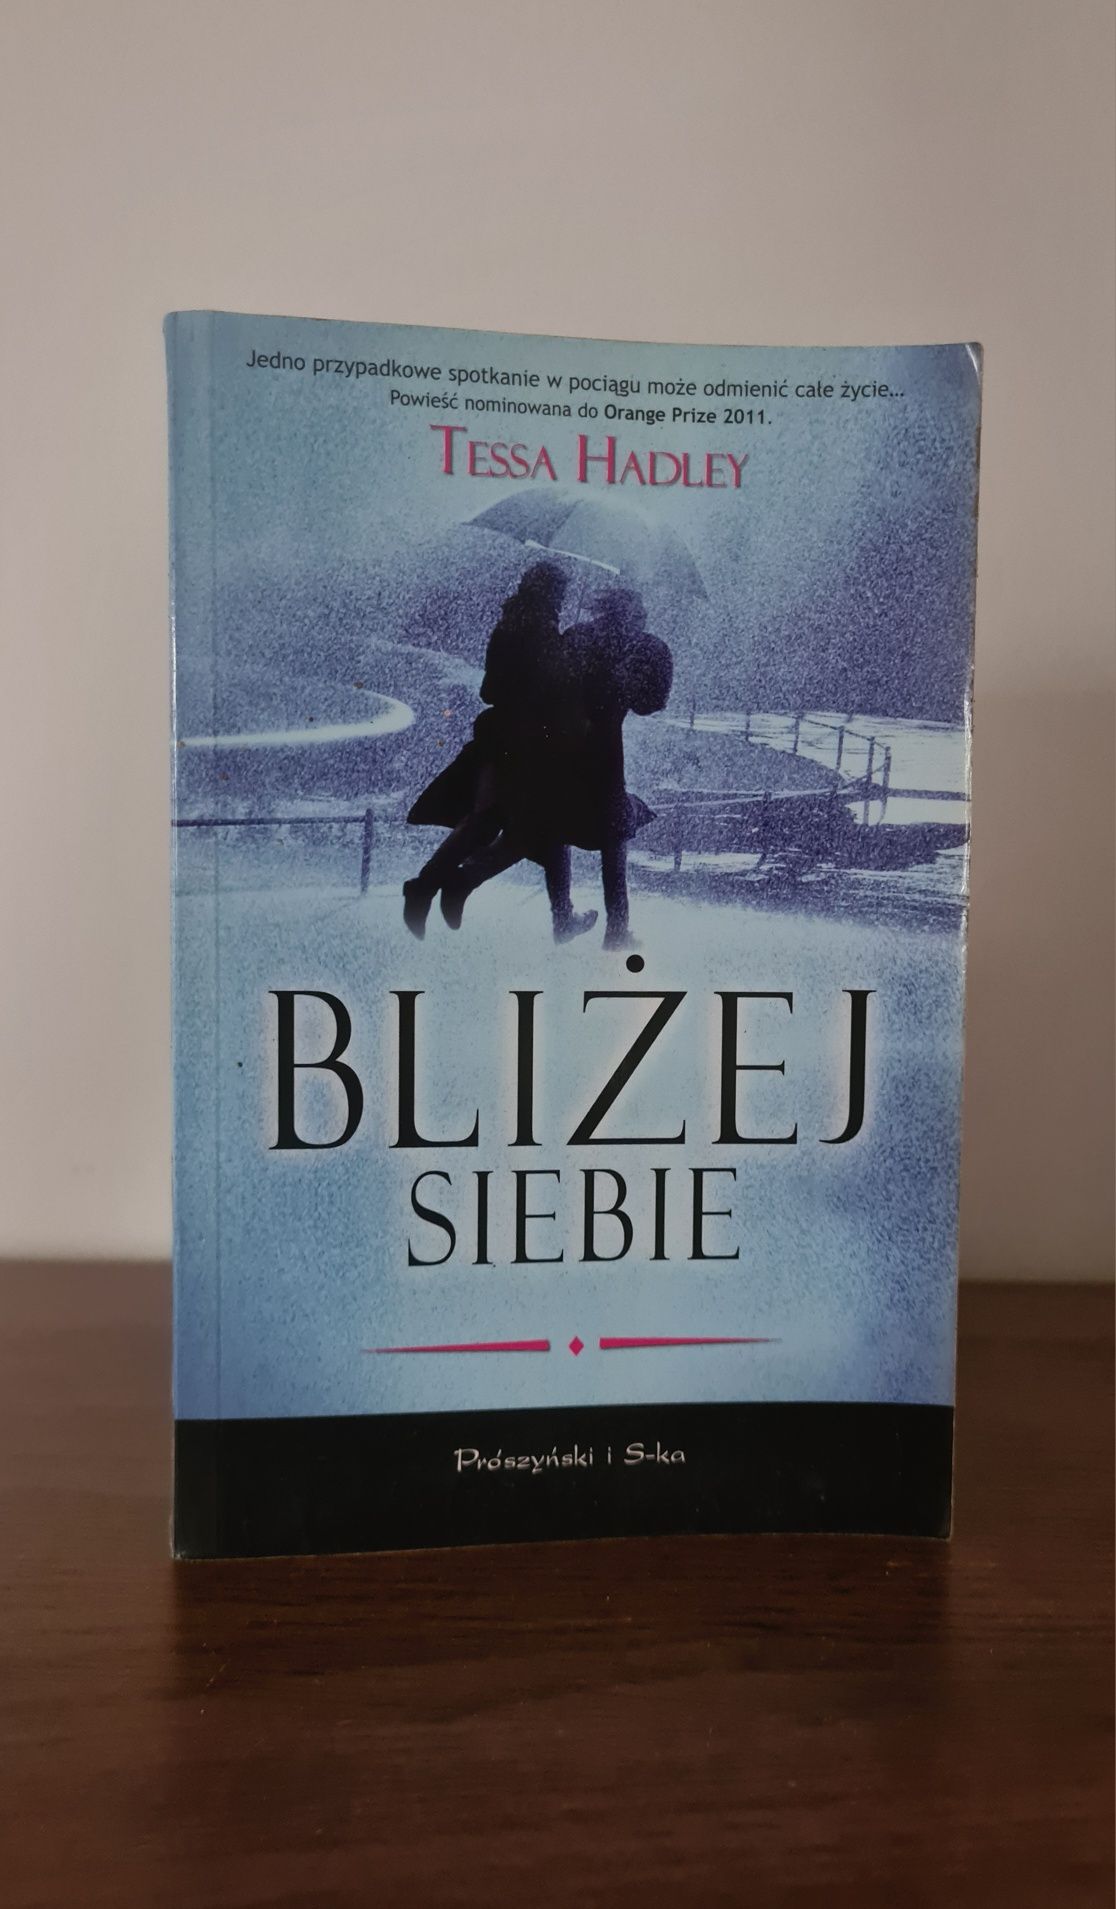 Jedno przypadkowe spotkanie w pociągu może odmienić całe życie...
Powieść nominowana do Orange Prize 2011.
TESSA HADLEY
BLIŻEJ
SIEBIE
Prószyński i S-ka